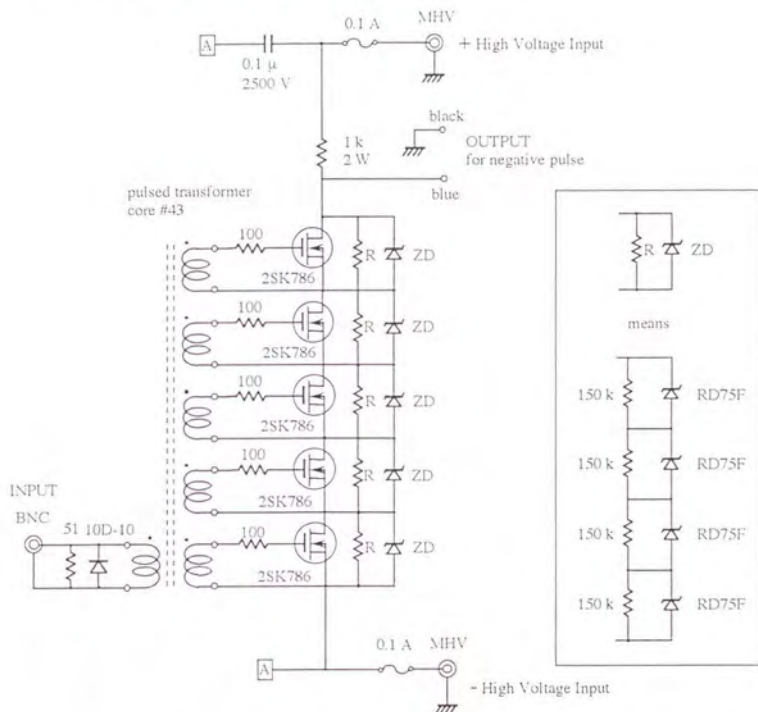 0.1 A
MHV
A
+ High Voltage Input
0.1 μ
2500 V
black
1 k
2 W
OUTPUT
for negative pulse
blue
pulsed transformer
core #43
100
2SK786
R
ZD
100
2SK786
R
ZD
100
2SK786
R
ZD
100
2SK786
R
ZD
100
2SK786
R
ZD
INPUT
BNC
51
10D-10
A
0.1 A
MHV
- High Voltage Input
R
ZD
means
150 k
RD75F
150 k
RD75F
150 k
RD75F
150 k
RD75F